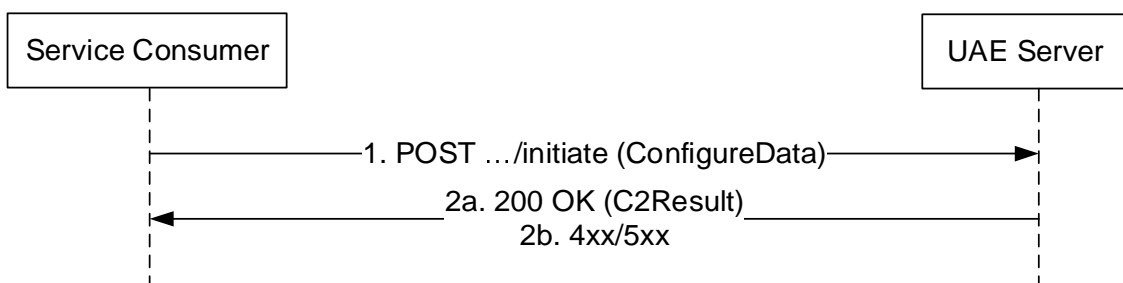 Service Consumer
UAE Server
1. POST …/initiate (ConfigureData)
2a. 200 OK (C2Result)
2b. 4xx/5xx